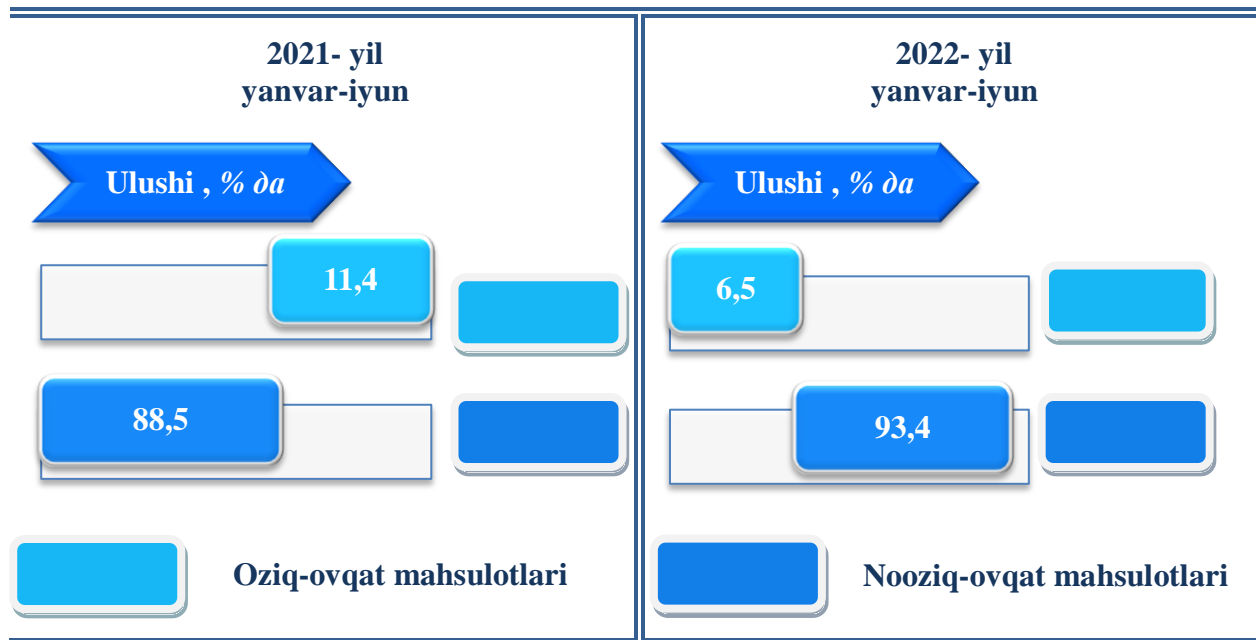 2021- yil
yanvar-iyun
Ulushi , % да
11,4
88,5
Oziq-ovqat mahsulotlari
2022- yil
yanvar-iyun
Ulushi , % да
6,5
93,4
Nooziq-ovqat mahsulotlari